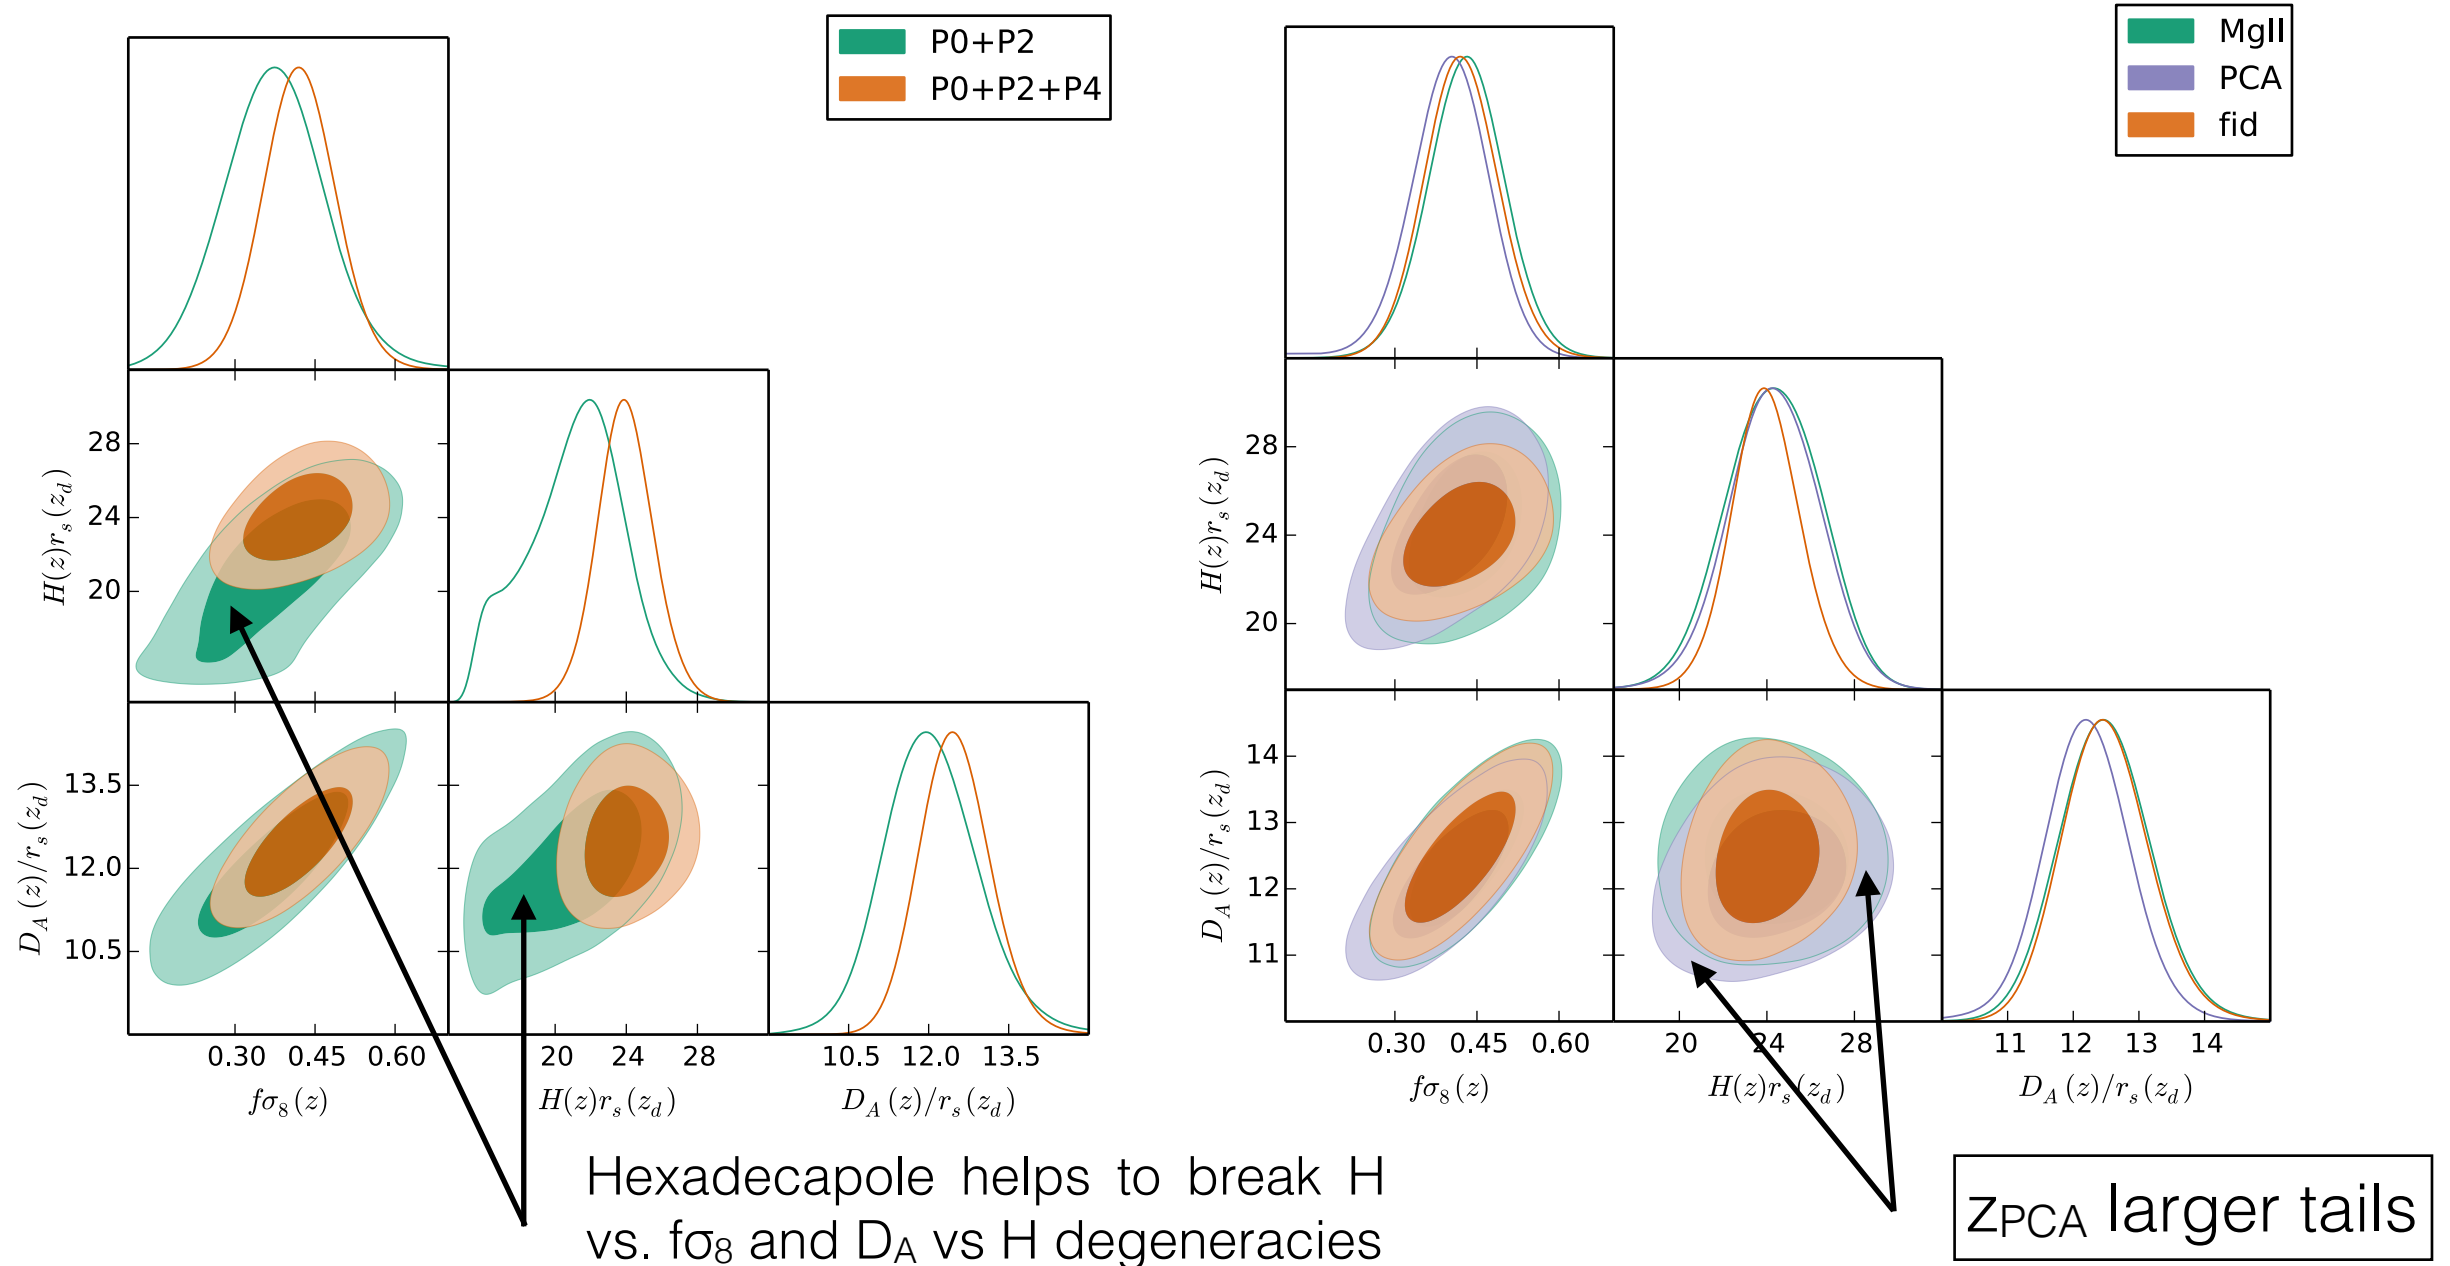 P0+P2
P0+P2+P4
28
24
20
H(z)r_s(z_d)
13.5
12.0
10.5
D_A(z)/r_s(z_d)
0.30 0.45 0.60
20 24 28
10.5 12.0 13.5
fσ_8(z)
H(z)r_s(z_d)
D_A(z)/r_s(z_d)
Hexadecapole helps to break H
vs. fσ8 and DA vs H degeneracies
MgII
PCA
fid
28
24
20
H(z)r_s(z_d)
14
13
12
11
D_A(z)/r_s(z_d)
0.30 0.45 0.60
20 24 28
11 12 13 14
fσ_8(z)
H(z)r_s(z_d)
D_A(z)/r_s(z_d)
zPCA larger tails